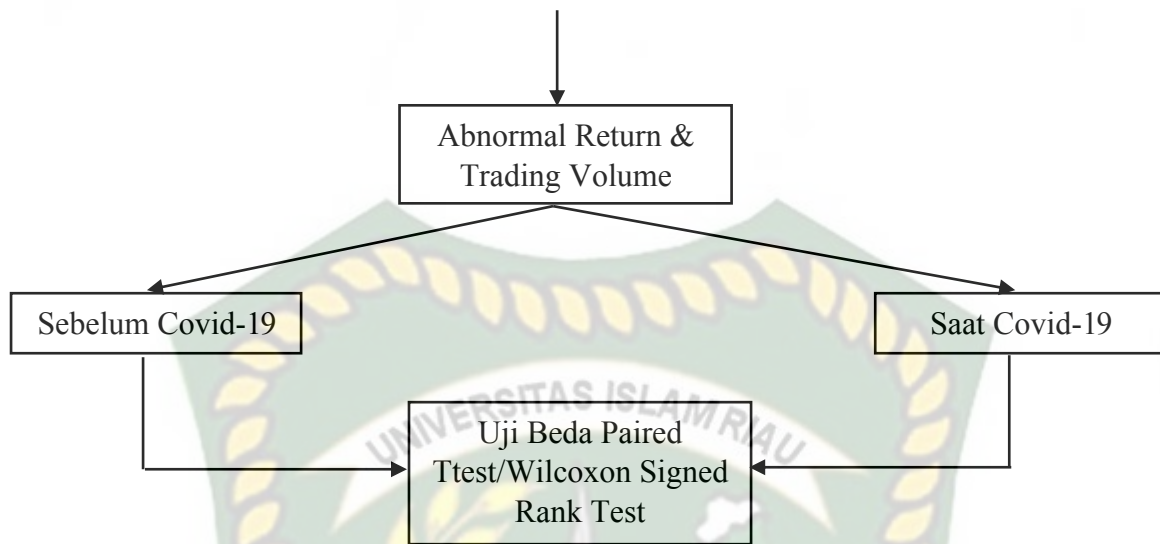 Abnormal Return &
Trading Volume
Sebelum Covid-19
Saat Covid-19
UNIVERSITAS ISLAM RIAU
Uji Beda Paired
Ttest/Wilcoxon Signed
Rank Test